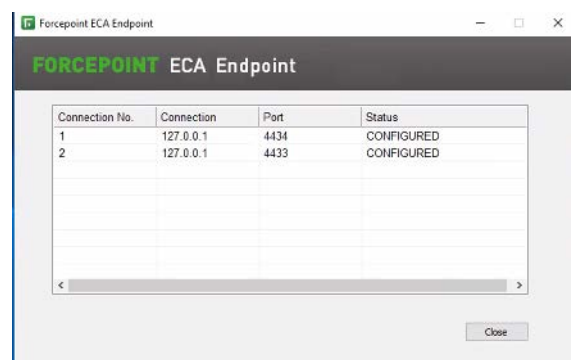 Forcepoint ECA Endpoint
FORCEPOINT ECA Endpoint
Connection No. Connection Port Status
1 127.0.0.1 4434 CONFIGURED
2 127.0.0.1 4433 CONFIGURED
Close